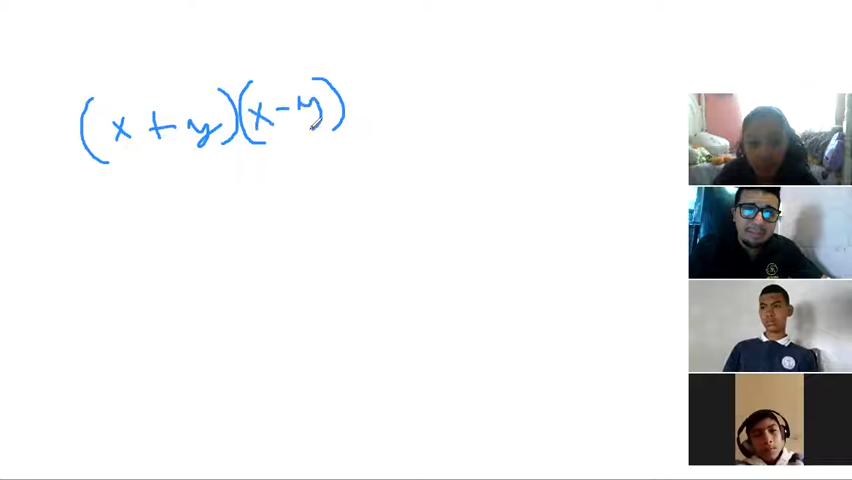 (x + y)(x - y)